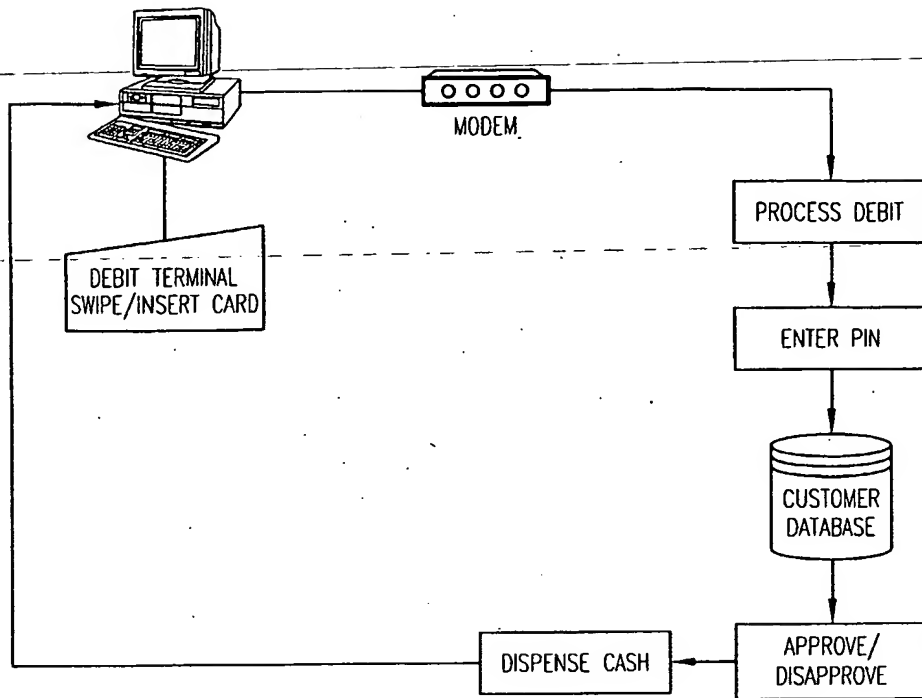 MODEM
PROCESS DEBIT
DEBIT TERMINAL
SWIPE/INSERT CARD
ENTER PIN
CUSTOMER
DATABASE
APPROVE/
DISAPPROVE
DISPENSE CASH